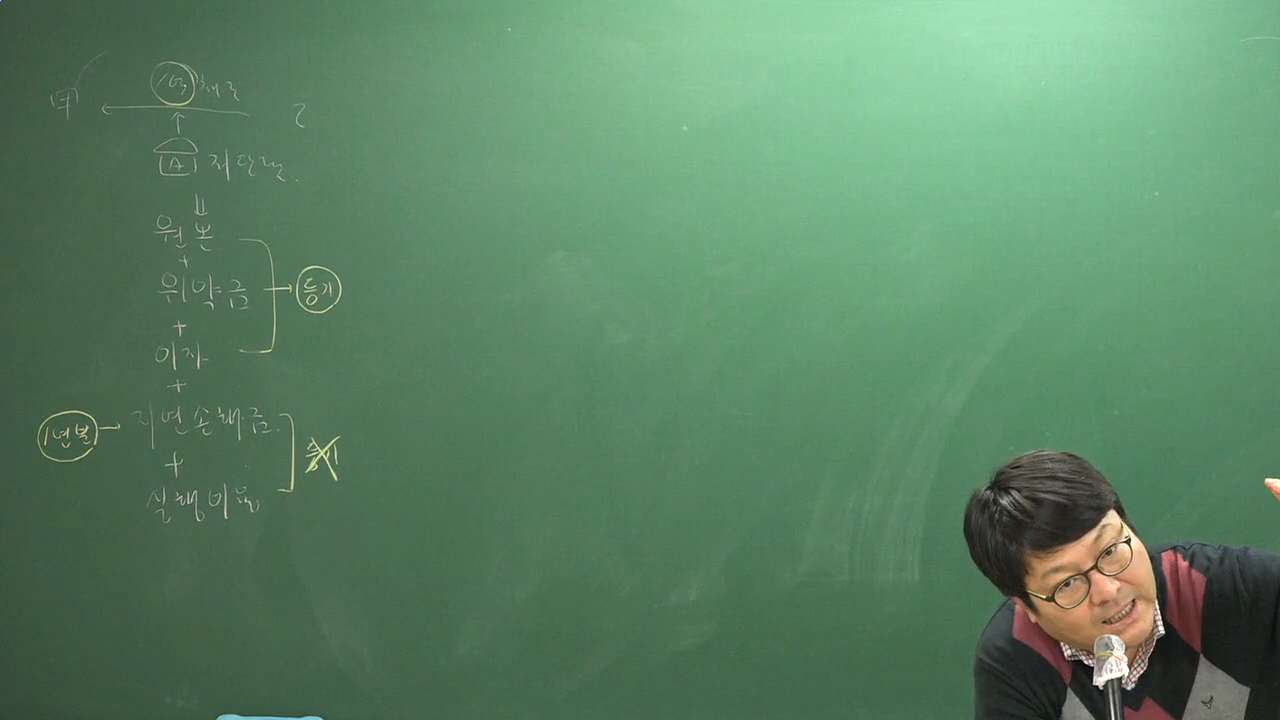 甲 1억 채권 乙
A 저당권.
원본
+
위약금 → 등기
+
이자
+
1년분 → 지연손해금.
+ 등기
실행비용